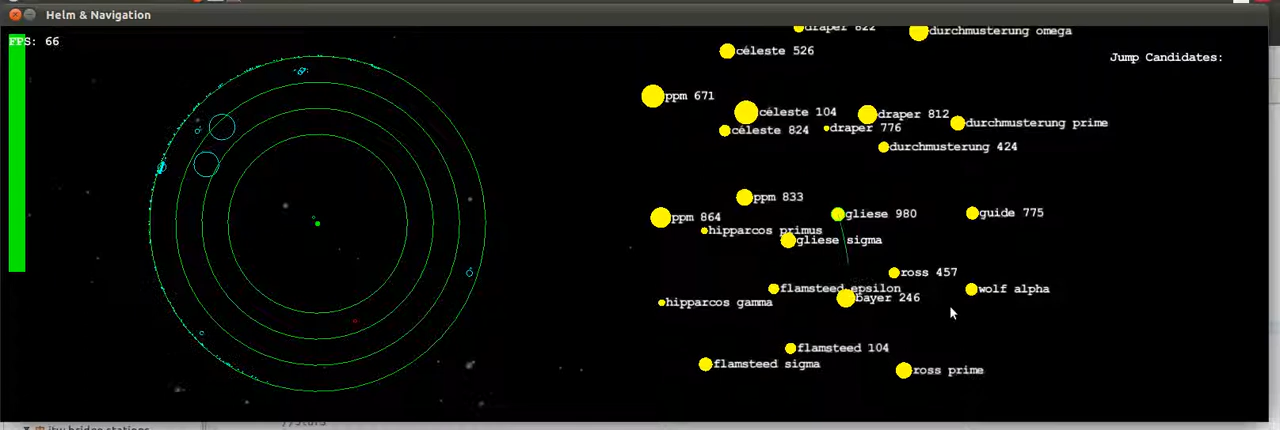 Helm & Navigation
FPS: 66
draper 822
durchmusterung omega
céleste 526
Jump Candidates:
ppm 671
céleste 104
draper 812
durchmusterung prime
céleste 824
draper 776
durchmusterung 424
ppm 833
ppm 864
gliese 980
guide 775
hipparcos primus
gliese sigma
ross 457
flamsteed epsilon
wolf alpha
hipparcos gamma
bayer 246
flamsteed 104
flamsteed sigma
ross prime